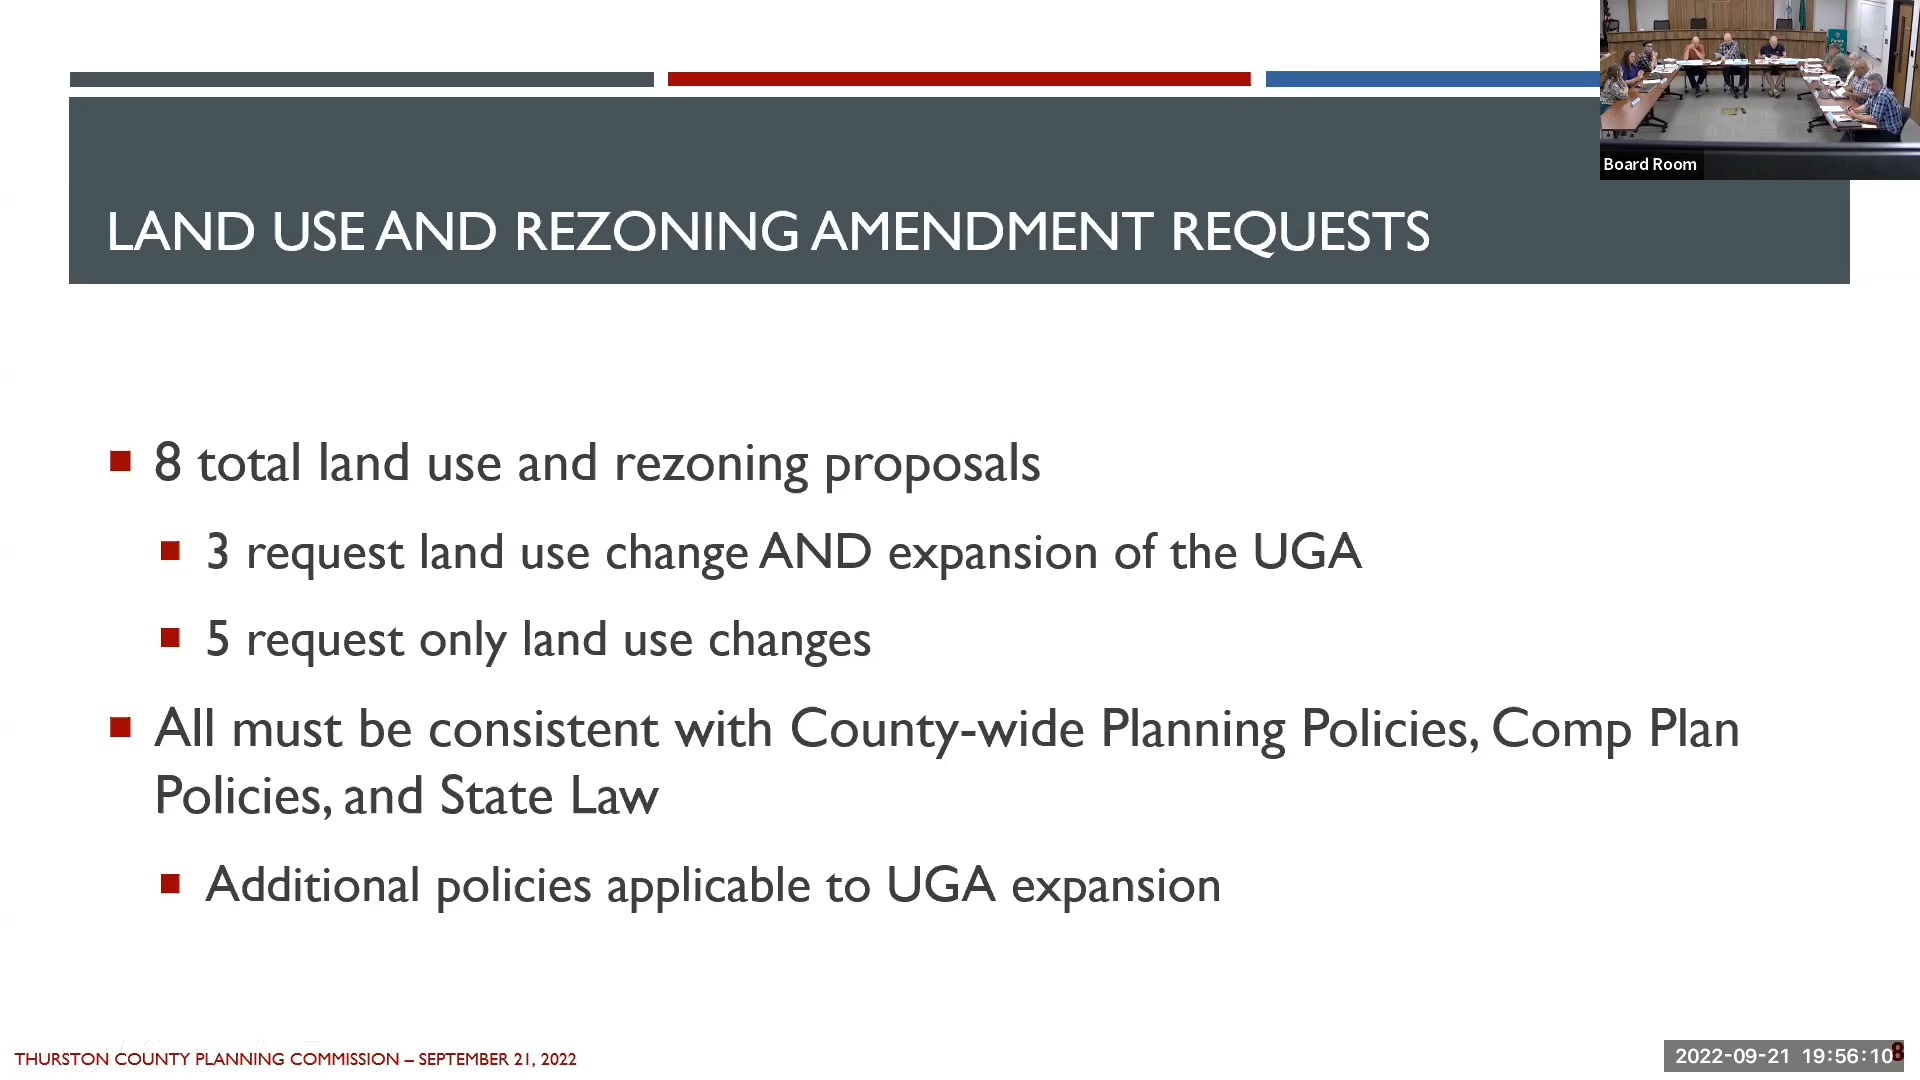 Board Room
LAND USE AND REZONING AMENDMENT REQUESTS
8 total land use and rezoning proposals
3 request land use change AND expansion of the UGA
5 request only land use changes
All must be consistent with County-wide Planning Policies, Comp Plan
Policies, and State Law
Additional policies applicable to UGA expansion
THURSTON COUNTY PLANNING COMMISSION – SEPTEMBER 21, 2022
2022-09-21 19:56:10
8